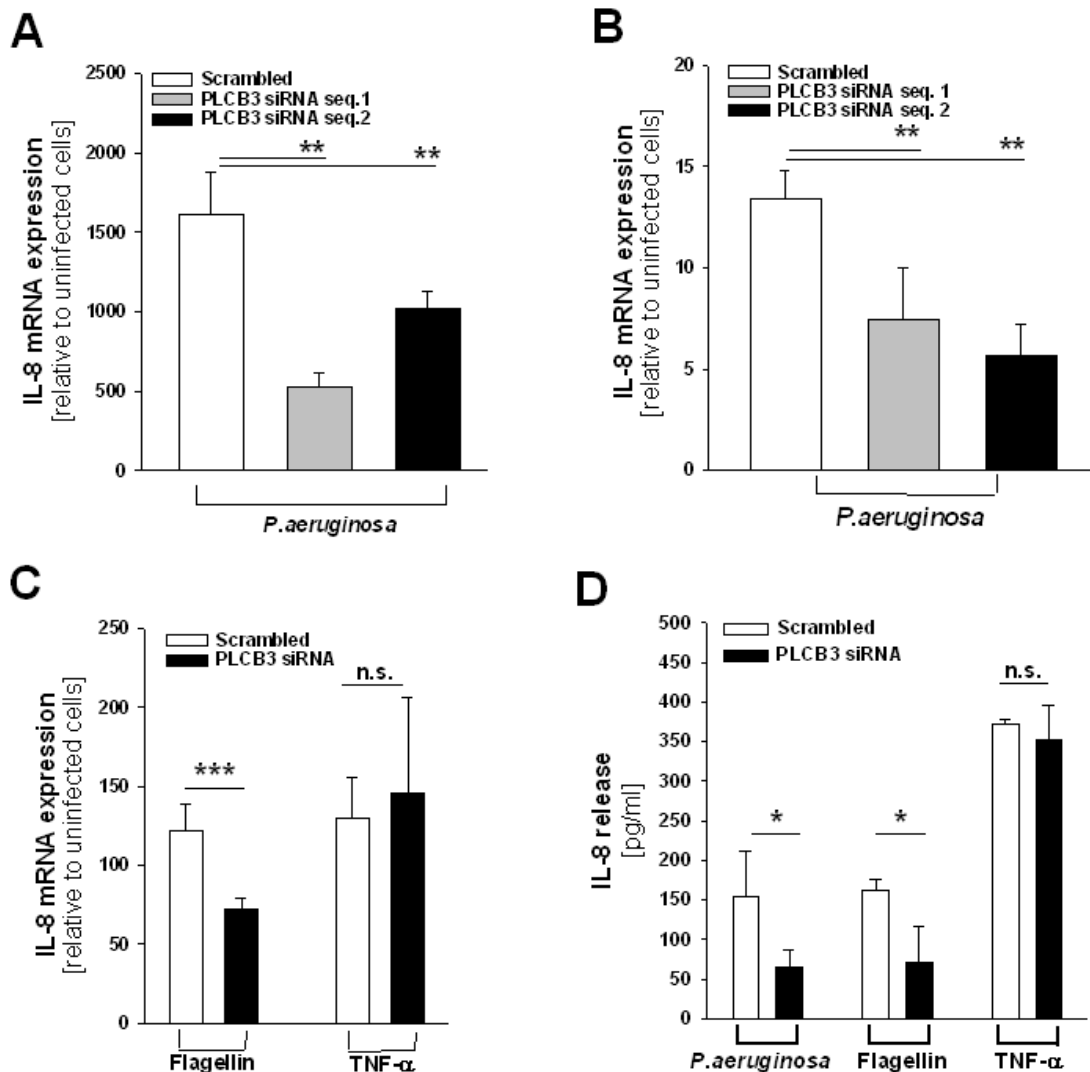 A
IL-8 mRNA expression
[relative to uninfected cells]
2500
2000
1500
1000
500
0
Scrambled
PLCB3 siRNA seq.1
PLCB3 siRNA seq.2
**
**
P.aeruginosa
B
IL-8 mRNA expression
[relative to uninfected cells]
20
15
10
5
0
Scrambled
PLCB3 siRNA seq. 1
PLCB3 siRNA seq. 2
**
**
P.aeruginosa
C
IL-8 mRNA expression
[relative to uninfected cells]
250
200
150
100
50
0
Scrambled
PLCB3 siRNA
***
n.s.
Flagellin
TNF-α
D
IL-8 release
[pg/ml]
500
450
400
350
300
250
200
150
100
50
0
Scrambled
PLCB3 siRNA
*
*
n.s.
P.aeruginosa
Flagellin
TNF-α